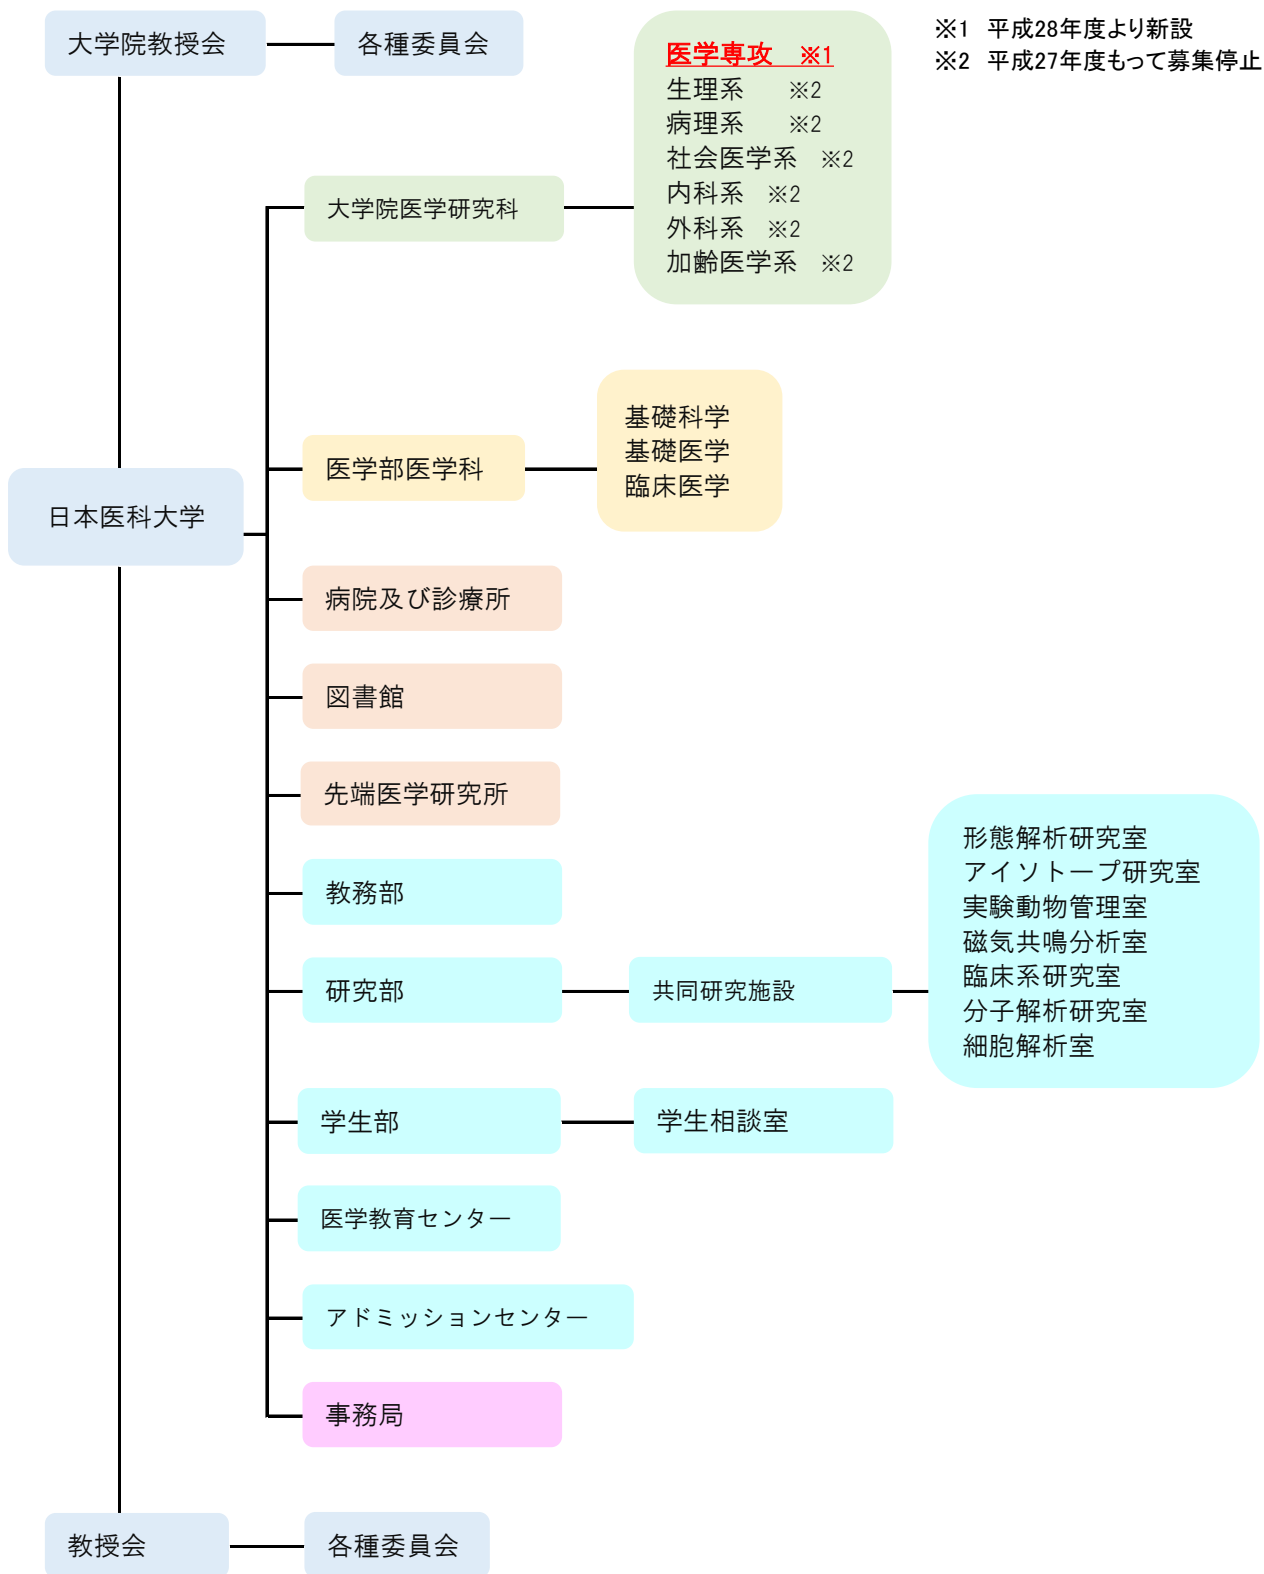 大学院教授会
各種委員会
※1 平成28年度より新設
※2 平成27年度もって募集停止
医学専攻 ※1
生理系 ※2
病理系 ※2
社会医学系 ※2
内科系 ※2
外科系 ※2
加齢医学系 ※2
大学院医学研究科
基礎科学
基礎医学
臨床医学
医学部医学科
日本医科大学
病院及び診療所
図書館
先端医学研究所
教務部
研究部
共同研究施設
形態解析研究室
アイソトープ研究室
実験動物管理室
磁気共鳴分析室
臨床系研究室
分子解析研究室
細胞解析室
学生部
学生相談室
医学教育センター
アドミッションセンター
事務局
教授会
各種委員会